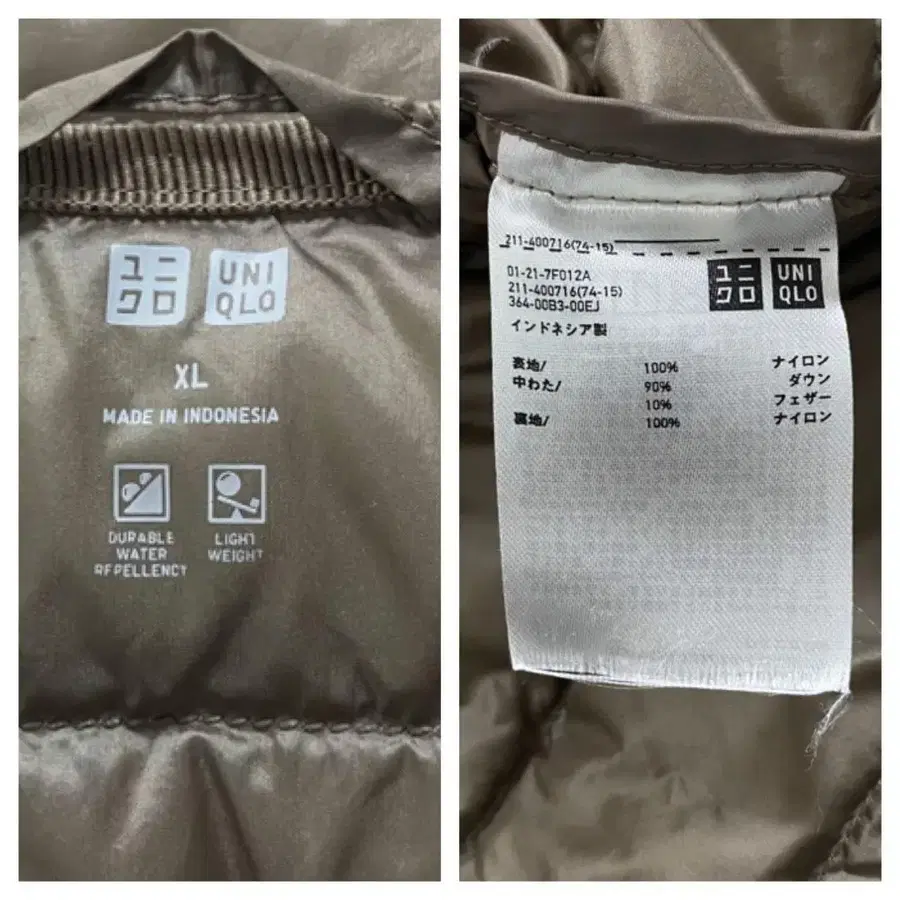 ユニ
クロ
UNI
QLO
XL
MADE IN INDONESIA
DURABLE
WATER
REPELLENCY
LIGHT
WEIGHT
211-400716(74-15)
01-21-7F012A
211-400716(74-15)
364-00B3-00EJ
ユニ
クロ
UNI
QLO
インドネシア製
表地/ 100% ナイロン
中わた/ 90% ダウン
10% フェザー
裏地/ 100% ナイロン